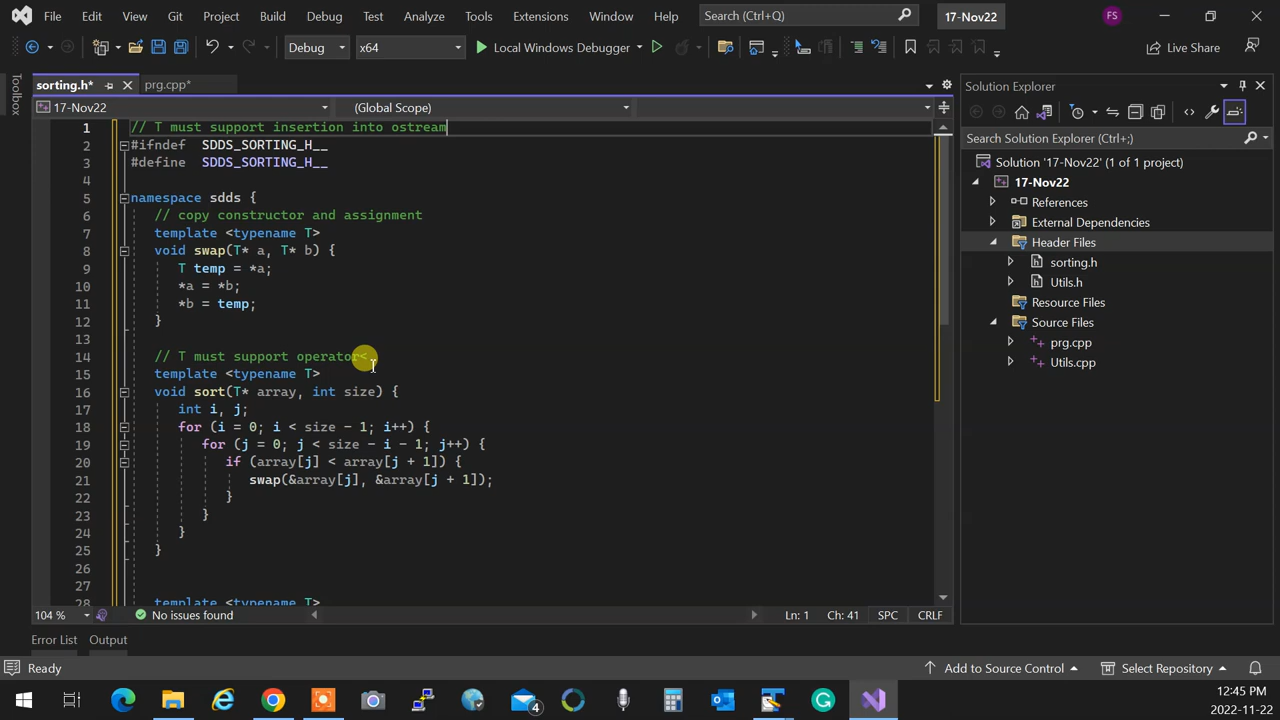 File Edit View Git Project Build Debug Test Analyze Tools Extensions Window Help Search (Ctrl+Q) 17-Nov22 FS
Debug x64 Local Windows Debugger Live Share
Toolbox
sorting.h* prg.cpp*
17-Nov22 (Global Scope)
1 // T must support insertion into ostream
2 #ifndef SDDS_SORTING_H__
3 #define SDDS_SORTING_H__
4
5 namespace sdds {
6 // copy constructor and assignment
7 template <typename T>
8 void swap(T* a, T* b) {
9 T temp = *a;
10 *a = *b;
11 *b = temp;
12 }
13
14 // T must support operator<
15 template <typename T>
16 void sort(T* array, int size) {
17 int i, j;
18 for (i = 0; i < size - 1; i++) {
19 for (j = 0; j < size - i - 1; j++) {
20 if (array[j] < array[j + 1]) {
21 swap(&array[j], &array[j + 1]);
22 }
23 }
24 }
25 }
26
27
28 template <typename T>
104 % No issues found Ln: 1 Ch: 41 SPC CRLF
Solution Explorer
Search Solution Explorer (Ctrl+;)
Solution '17-Nov22' (1 of 1 project)
17-Nov22
References
External Dependencies
Header Files
sorting.h
Utils.h
Resource Files
Source Files
prg.cpp
Utils.cpp
Error List Output
Ready Add to Source Control Select Repository
4
12:45 PM
2022-11-22